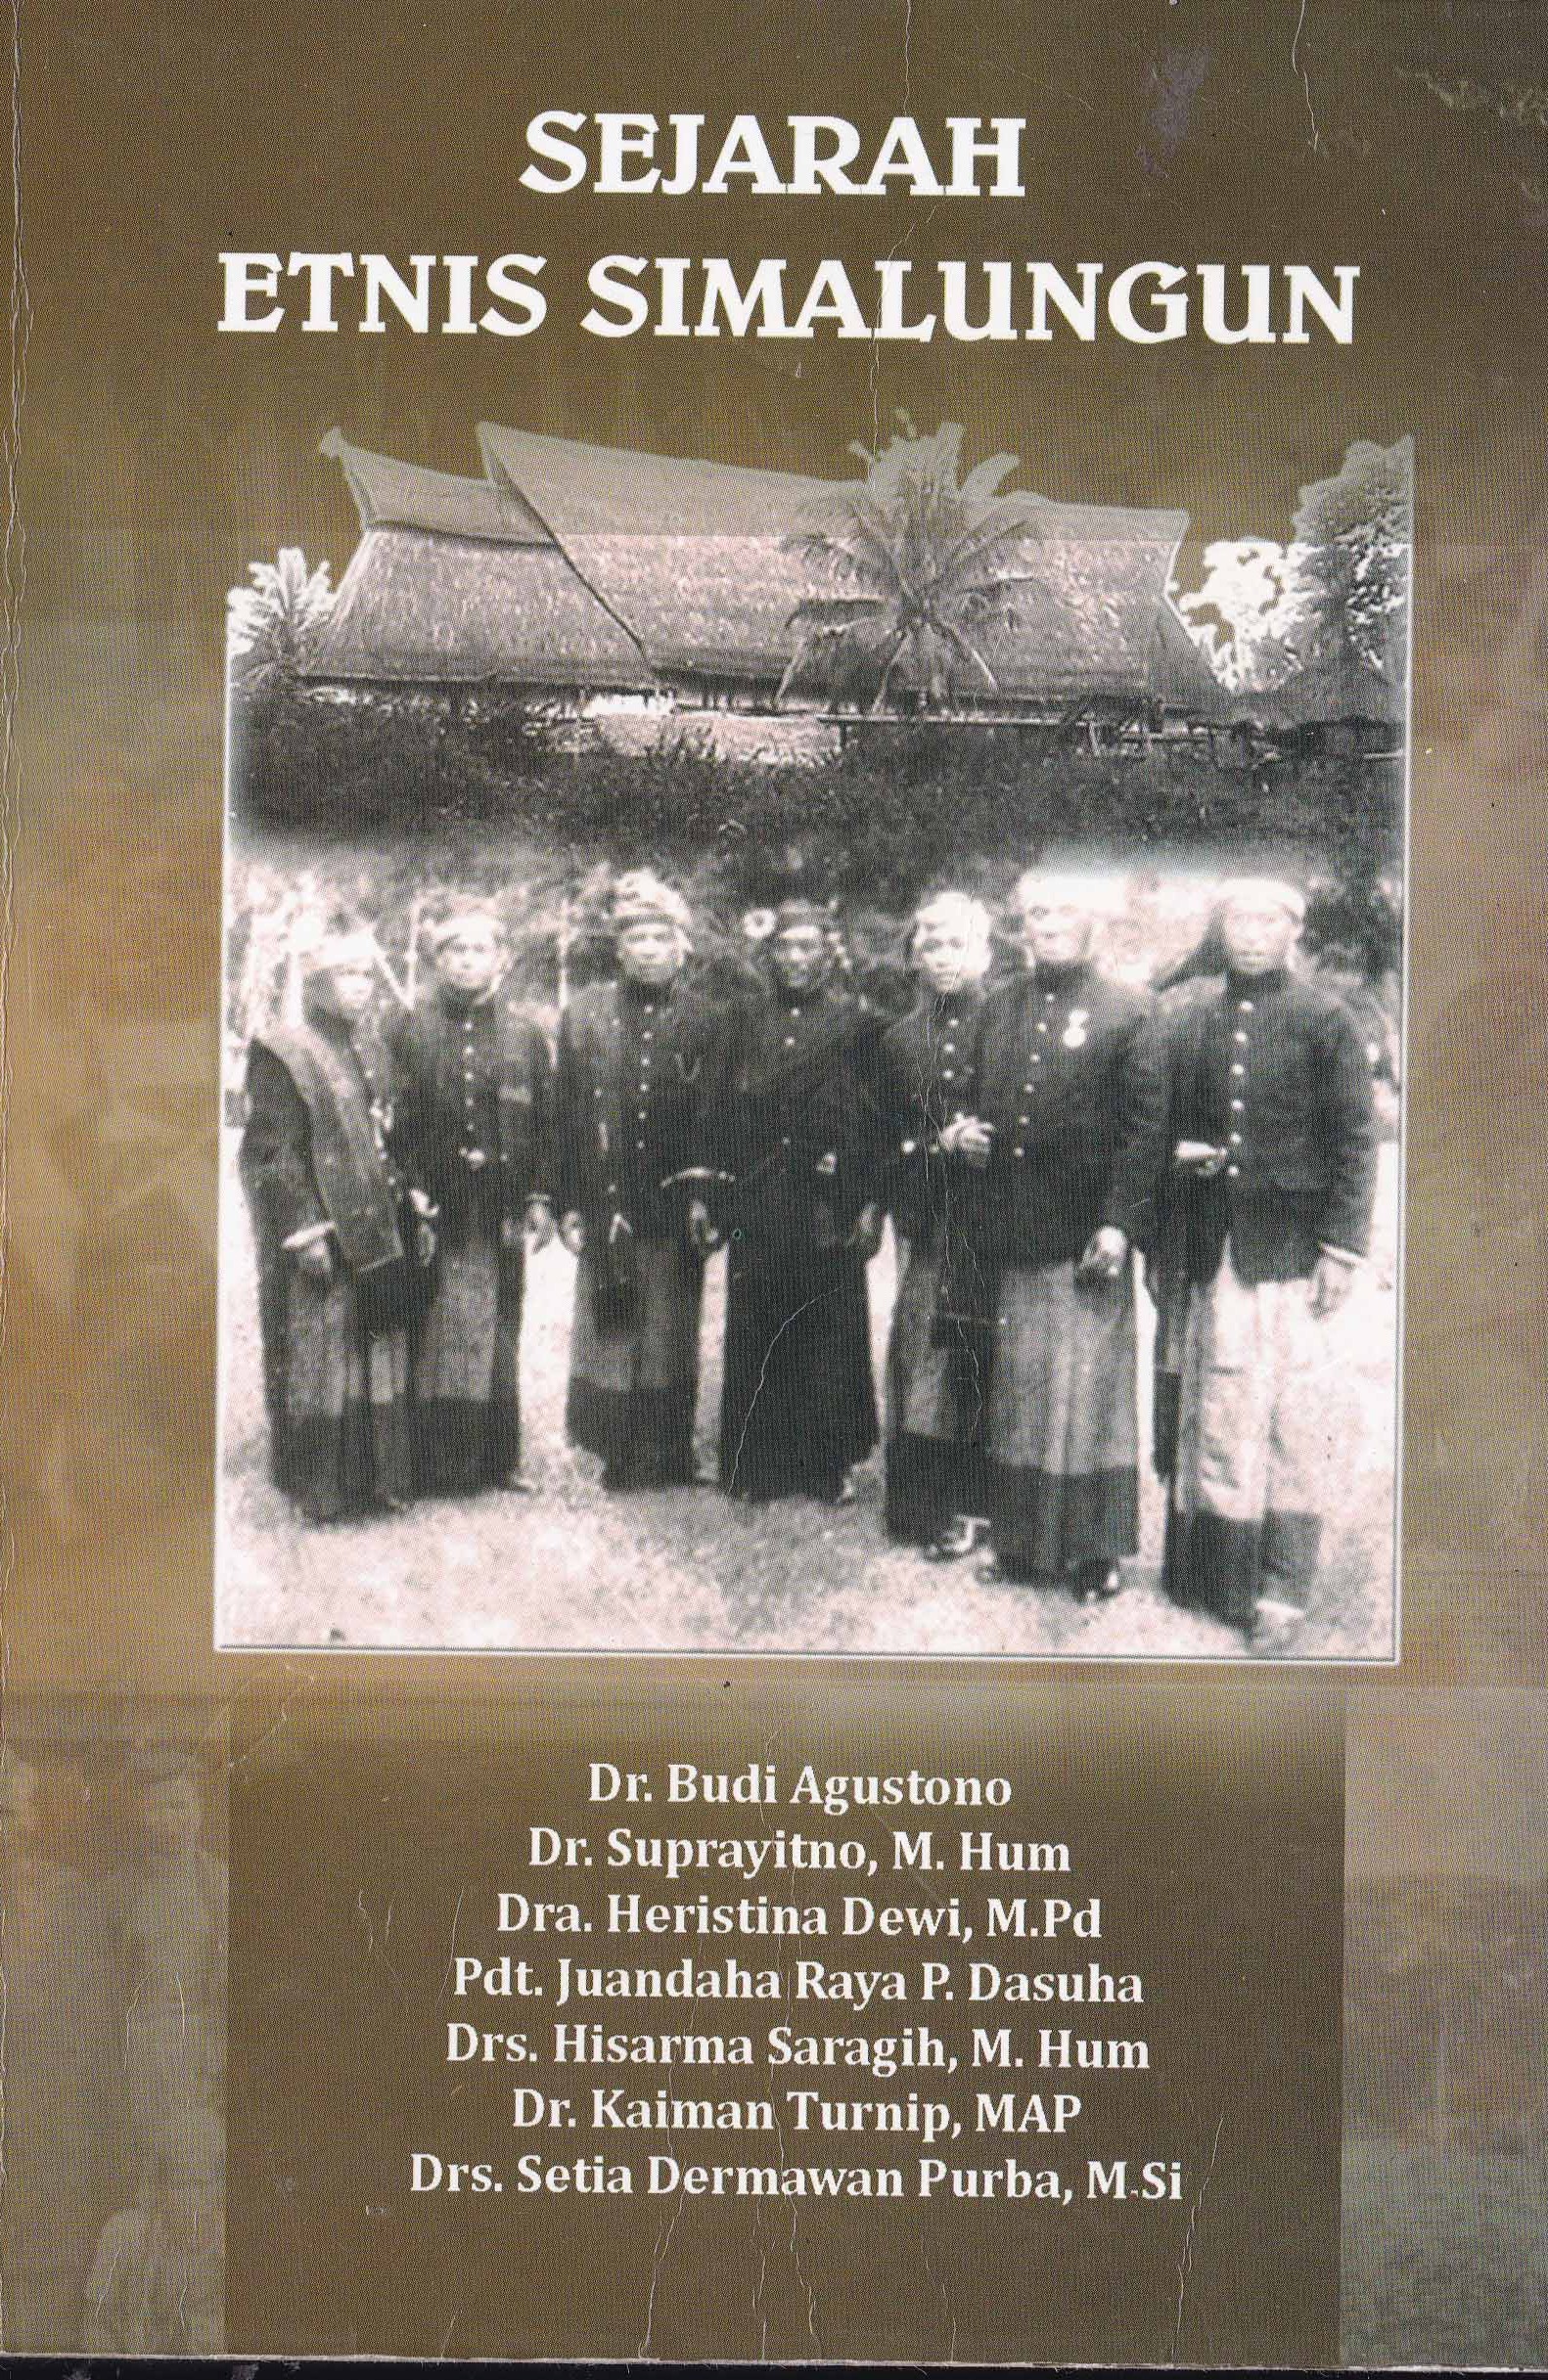 SEJARAH
ETNIS SIMALUNGUN
Dr. Budi Agustono
Dr. Suprayitno, M. Hum
Dra. Heristina Dewi, M.Pd
Pdt. Juandaha Raya P. Dasuha
Drs. Hisarma Saragih, M. Hum
Dr. Kaiman Turnip, MAP
Drs. Setia Dermawan Purba, M.Si